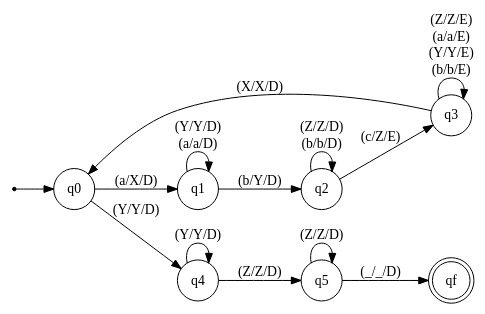 (Z/Z/E)
(a/a/E)
(Y/Y/E)
(b/b/E)
q3
(X/X/D)
(Y/Y/D)
(a/a/D)
(Z/Z/D)
(b/b/D)
(c/Z/E)
q0
(a/X/D)
q1
(b/Y/D)
q2
(Y/Y/D)
(Y/Y/D)
(Z/Z/D)
q4
(Z/Z/D)
q5
(_/_/D)
qf